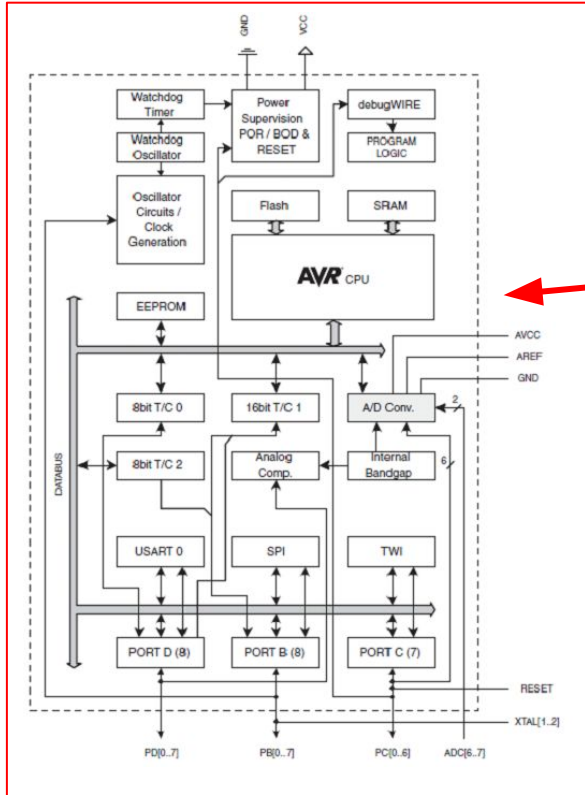 GND
VCC
Watchdog
Timer
Power
Supervision
POR / BOD &
RESET
debugWIRE
Watchdog
Oscillator
PROGRAM
LOGIC
Oscillator
Circuits /
Clock
Generation
Flash
SRAM
AVR CPU
EEPROM
AVCC
AREF
GND
8bit T/C 0
16bit T/C 1
A/D Conv.
2
8bit T/C 2
Analog
Comp.
Internal
Bandgap
6
DATABUS
USART 0
SPI
TWI
PORT D (8)
PORT B (8)
PORT C (7)
RESET
XTAL[1..2]
PD[0..7]
PB[0..7]
PC[0..6]
ADC[6..7]